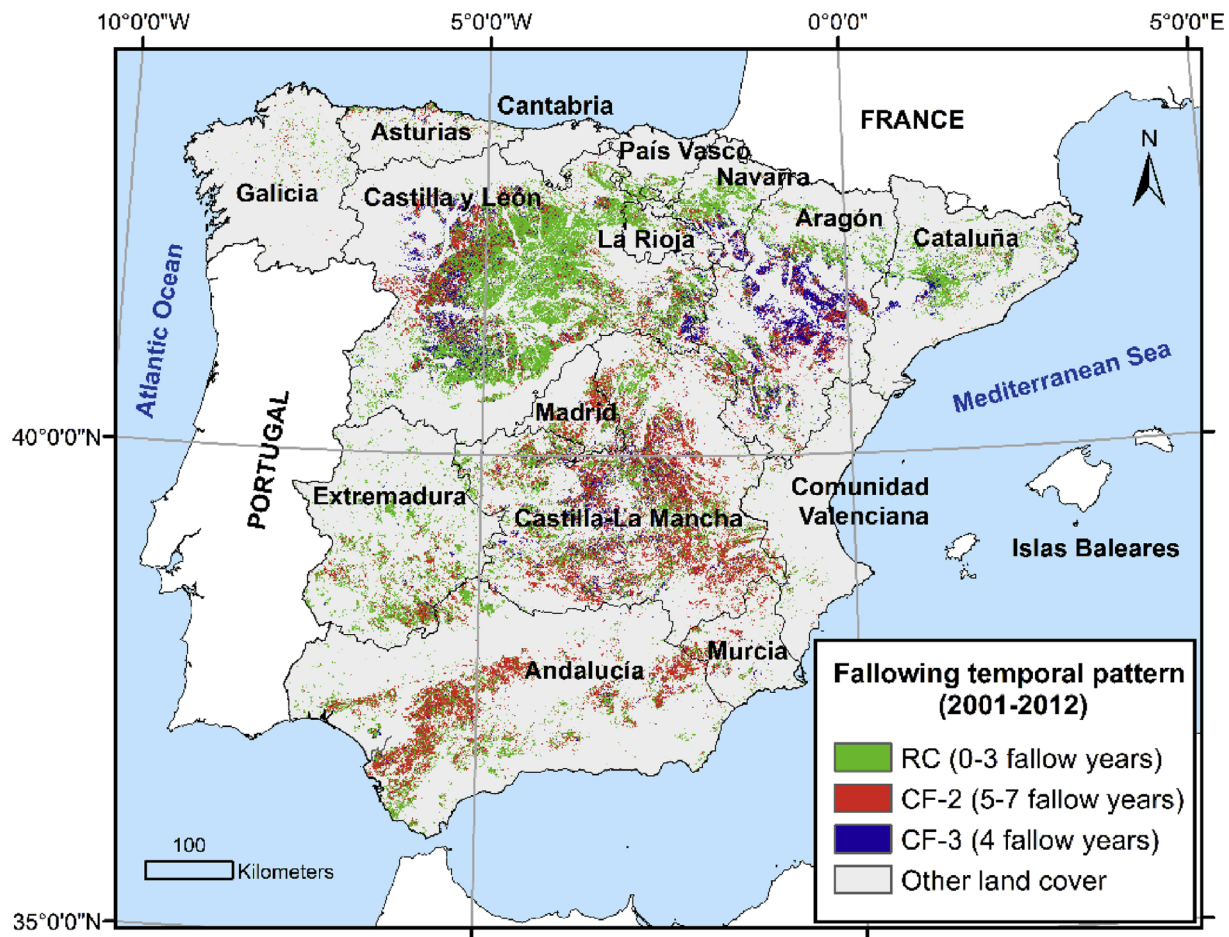 10°0'0"W
5°0'0"W
0°0'0"
5°0'0"E
Cantabria
FRANCE
Asturias
País Vasco
N
Navarra
Galicia
Castilla y León
Aragón
La Rioja
Cataluña
Atlantic Ocean
Mediterranean Sea
Madrid
40°0'0"N
PORTUGAL
Extremadura
Comunidad
Valenciana
Castilla-La Mancha
Islas Baleares
Murcia
Andalucía
Fallowing temporal pattern
(2001-2012)
RC (0-3 fallow years)
CF-2 (5-7 fallow years)
CF-3 (4 fallow years)
Other land cover
100
Kilometers
35°0'0"N